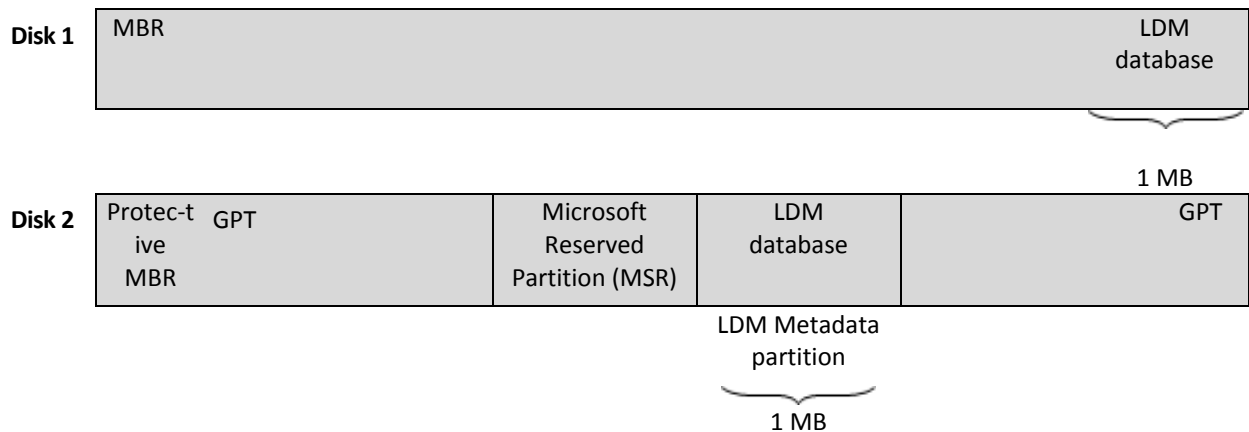 Disk 1
MBR
LDM
database
1 MB
Disk 2
Protec-t
ive
MBR
GPT
Microsoft
Reserved
Partition (MSR)
LDM
database
GPT
LDM Metadata
partition
1 MB